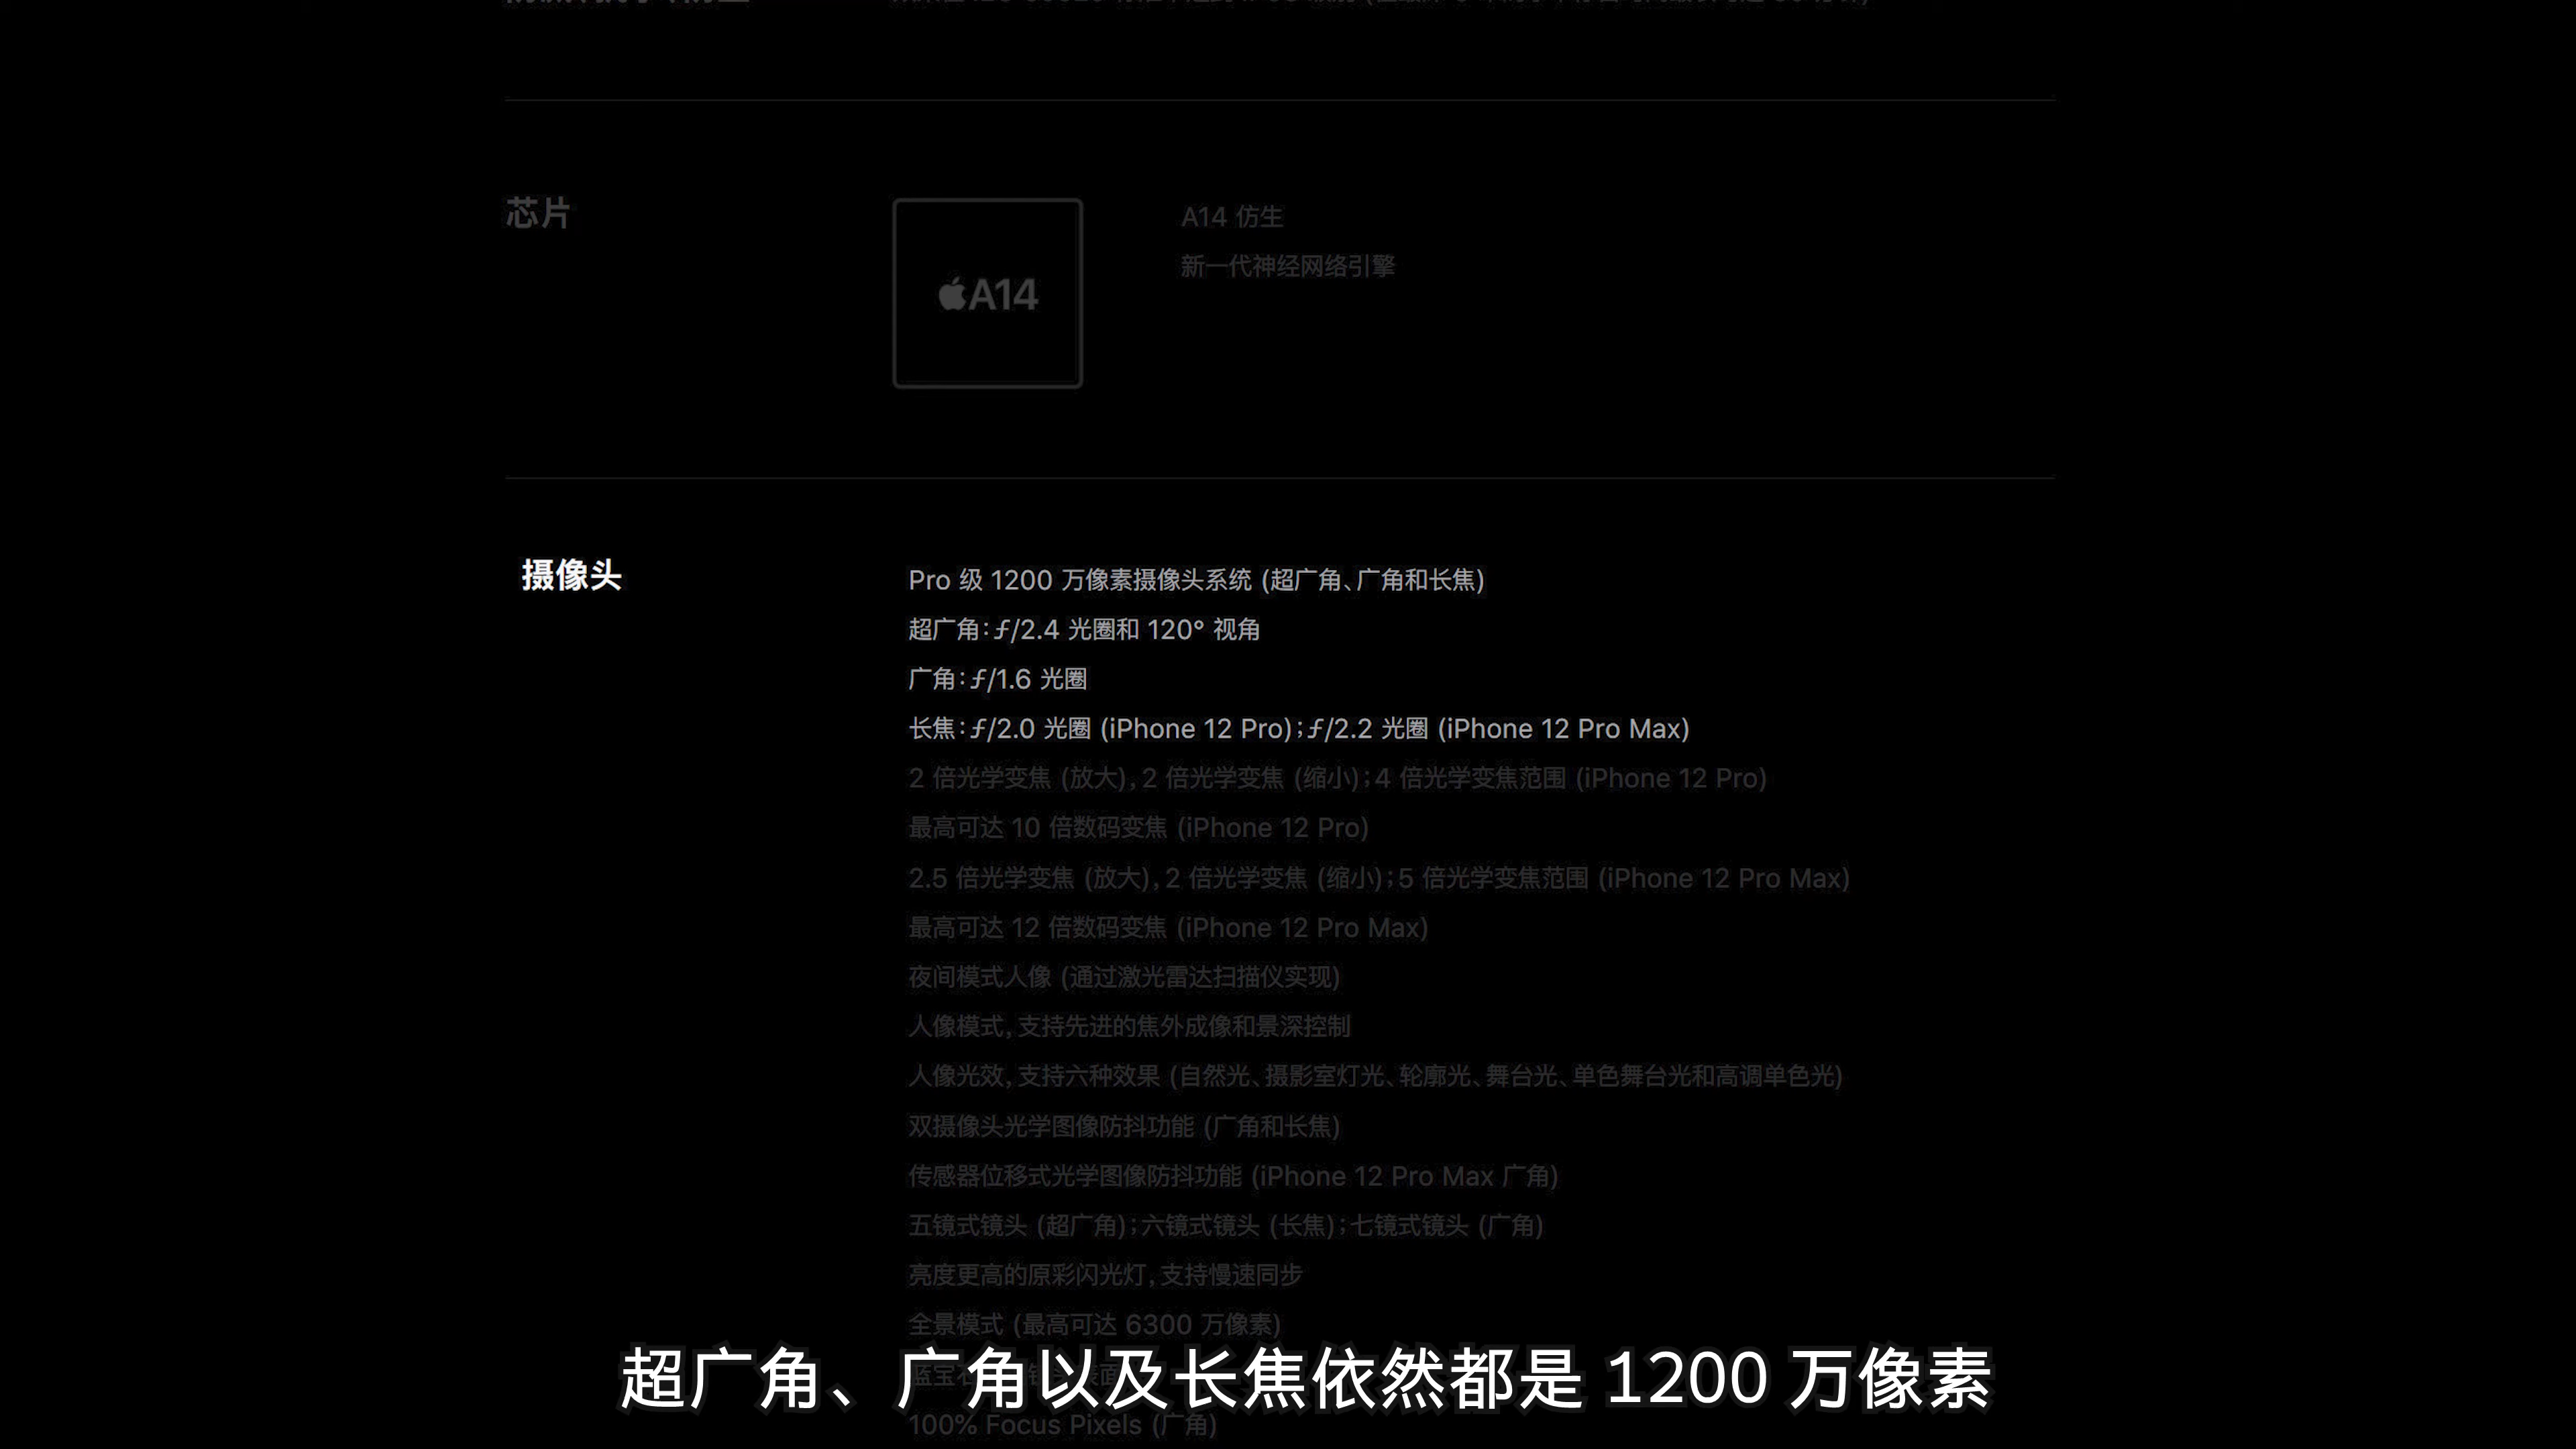 芯片
A14
A14 仿生
新一代神经网络引擎
摄像头
Pro 级 1200 万像素摄像头系统 (超广角、广角和长焦)
超广角：ƒ/2.4 光圈和 120° 视角
广角：ƒ/1.6 光圈
长焦：ƒ/2.0 光圈 (iPhone 12 Pro)；ƒ/2.2 光圈 (iPhone 12 Pro Max)
2 倍光学变焦 (放大)，2 倍光学变焦 (缩小)；4 倍光学变焦范围 (iPhone 12 Pro)
最高可达 10 倍数码变焦 (iPhone 12 Pro)
2.5 倍光学变焦 (放大)，2 倍光学变焦 (缩小)；5 倍光学变焦范围 (iPhone 12 Pro Max)
最高可达 12 倍数码变焦 (iPhone 12 Pro Max)
夜间模式人像 (通过激光雷达扫描仪实现)
人像模式，支持先进的焦外成像和景深控制
人像光效，支持六种效果 (自然光、摄影室灯光、轮廓光、舞台光、单色舞台光和高调单色光)
双摄像头光学图像防抖功能 (广角和长焦)
传感器位移式光学图像防抖功能 (iPhone 12 Pro Max 广角)
五镜式镜头 (超广角)；六镜式镜头 (长焦)；七镜式镜头 (广角)
亮度更高的原彩闪光灯，支持慢速同步
全景模式 (最高可达 6300 万像素)
超广角、广角以及长焦依然都是 1200 万像素
100% Focus Pixels (广角)